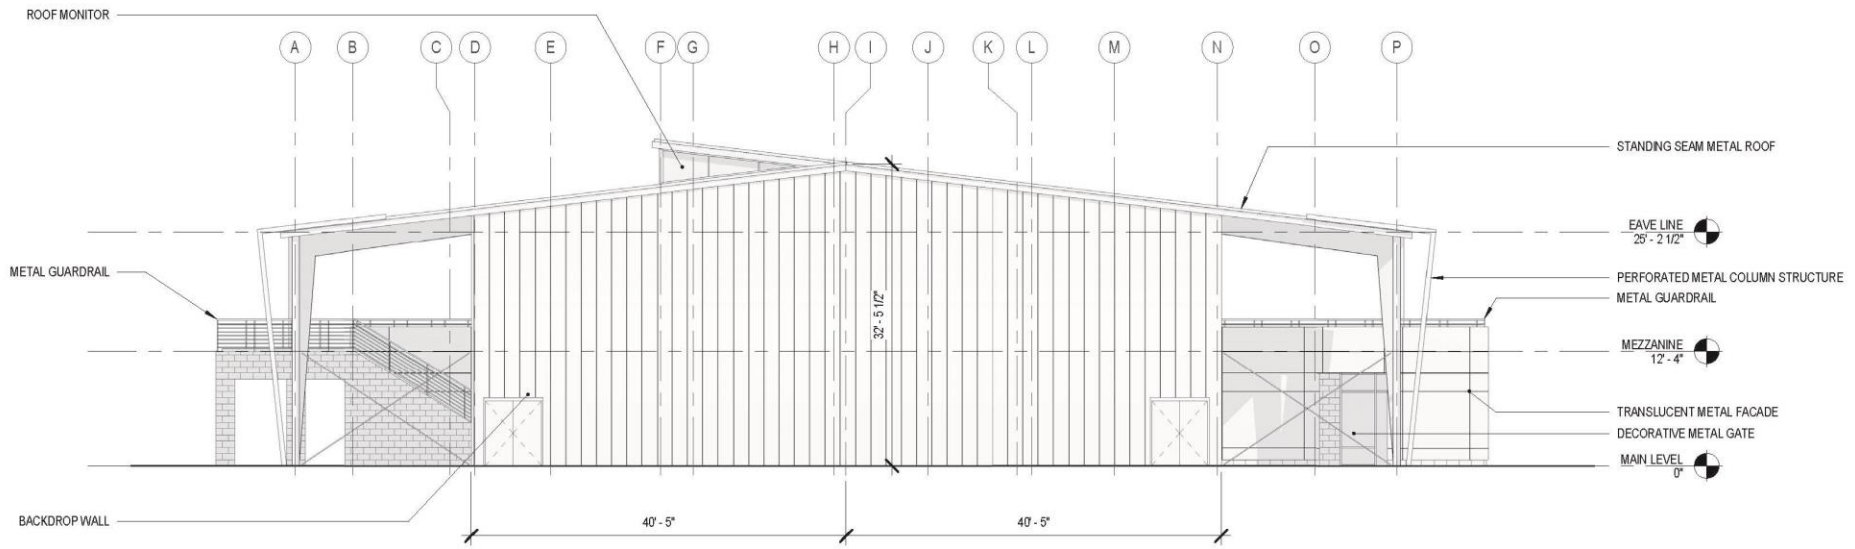 ROOF MONITOR
A B C D E F G H I J K L M N O P
STANDING SEAM METAL ROOF
EAVE LINE
25' - 2 1/2"
METAL GUARDRAIL
PERFORATED METAL COLUMN STRUCTURE
METAL GUARDRAIL
32' - 5 1/2"
MEZZANINE
12' - 4"
TRANSLUCENT METAL FACADE
DECORATIVE METAL GATE
MAIN LEVEL
0"
BACKDROP WALL
40' - 5"
40' - 5"